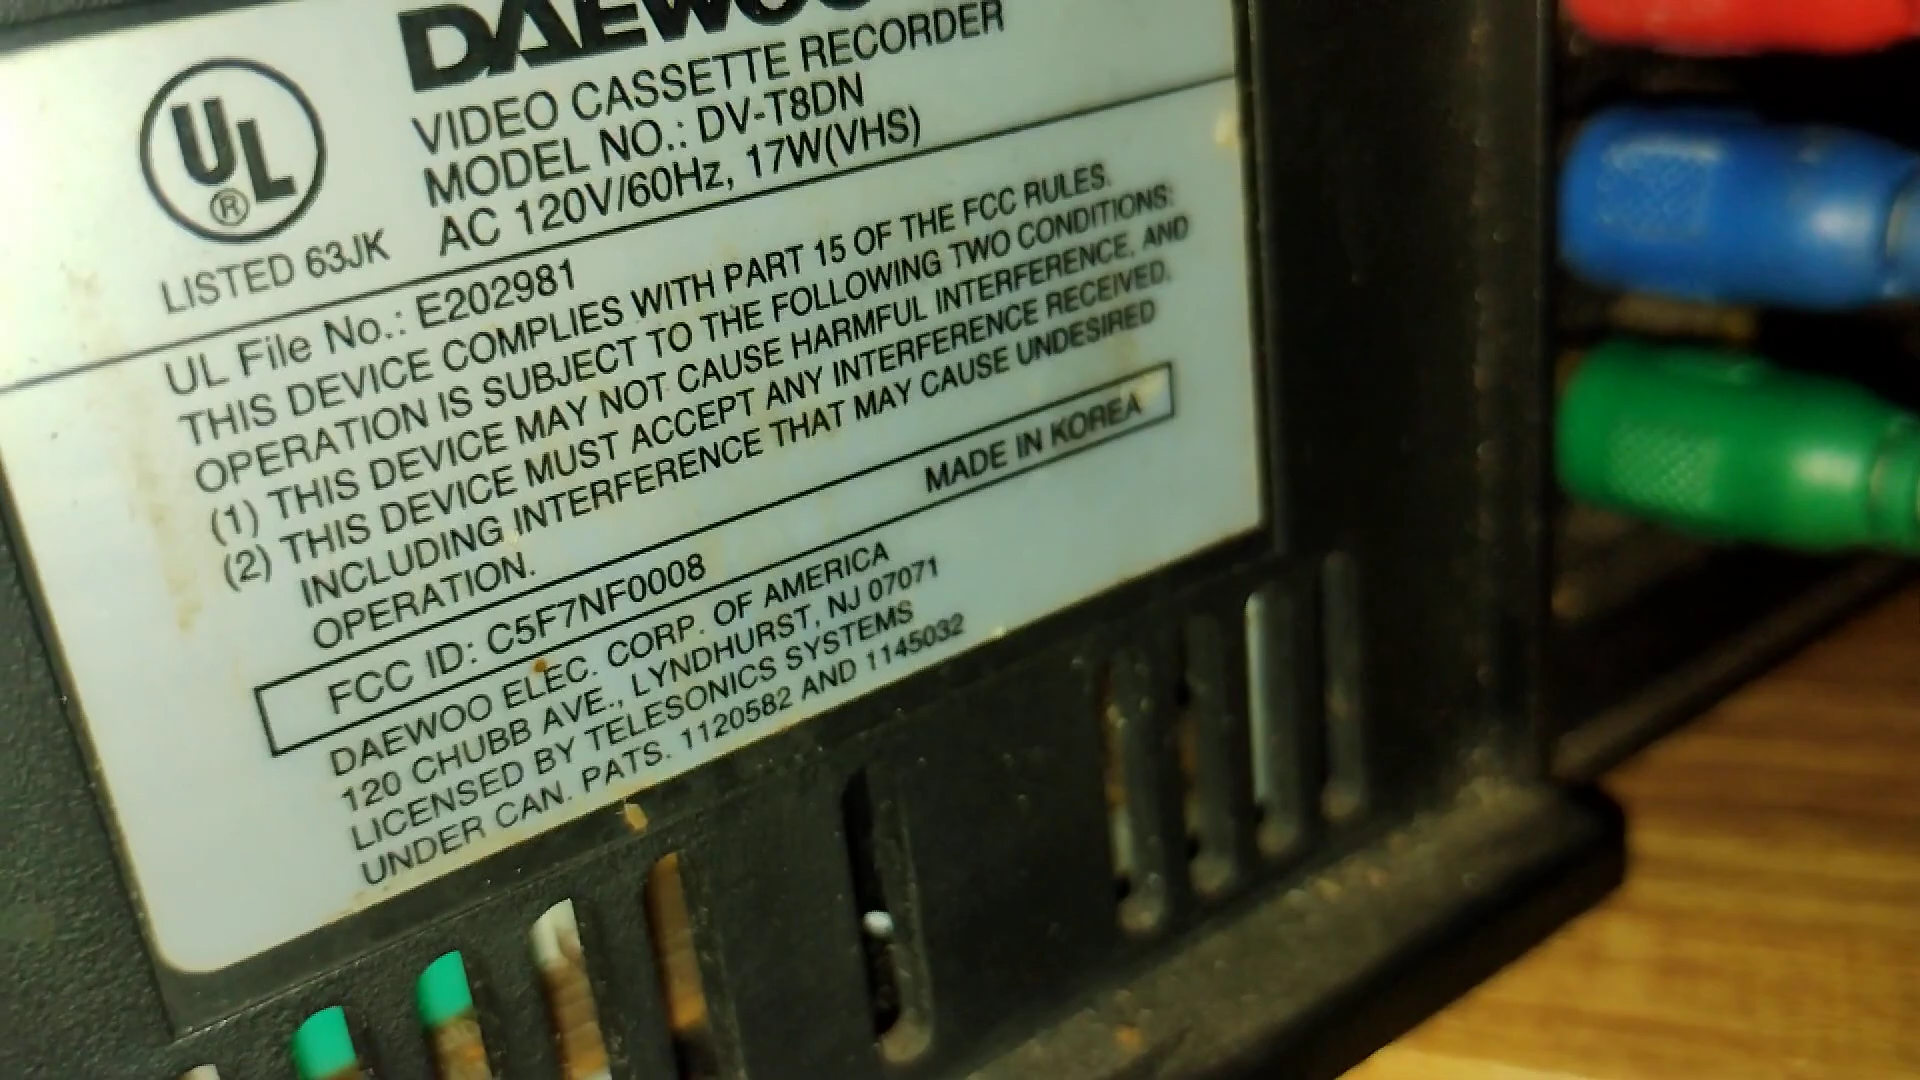 DAEWOO
VIDEO CASSETTE RECORDER
MODEL NO.: DV-T8DN
AC 120V/60Hz, 17W(VHS)
UL
®
LISTED 63JK
UL File No.: E202981
THIS DEVICE COMPLIES WITH PART 15 OF THE FCC RULES.
OPERATION IS SUBJECT TO THE FOLLOWING TWO CONDITIONS:
(1) THIS DEVICE MAY NOT CAUSE HARMFUL INTERFERENCE, AND
(2) THIS DEVICE MUST ACCEPT ANY INTERFERENCE RECEIVED,
INCLUDING INTERFERENCE THAT MAY CAUSE UNDESIRED
OPERATION.
FCC ID: C5F7NF0008 MADE IN KOREA
DAEWOO ELEC. CORP. OF AMERICA
120 CHUBB AVE., LYNDHURST, NJ 07071
LICENSED BY TELESONICS SYSTEMS
UNDER CAN. PATS. 1120582 AND 1145032